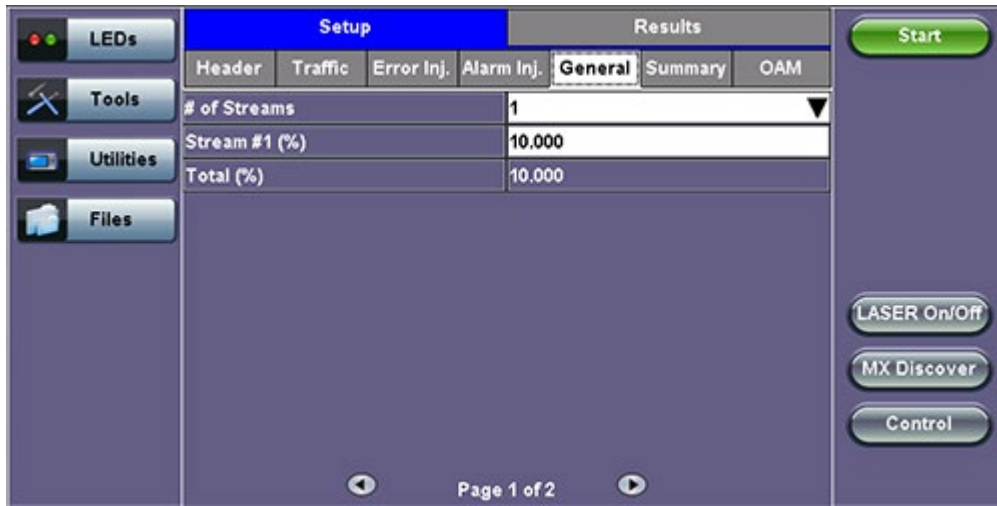 LEDs
Tools
Utilities
Files
Setup Results
Header Traffic Error Inj. Alarm Inj. General Summary OAM
# of Streams 1
Stream #1 (%) 10.000
Total (%) 10.000
Page 1 of 2
Start
LASER On/Off
MX Discover
Control